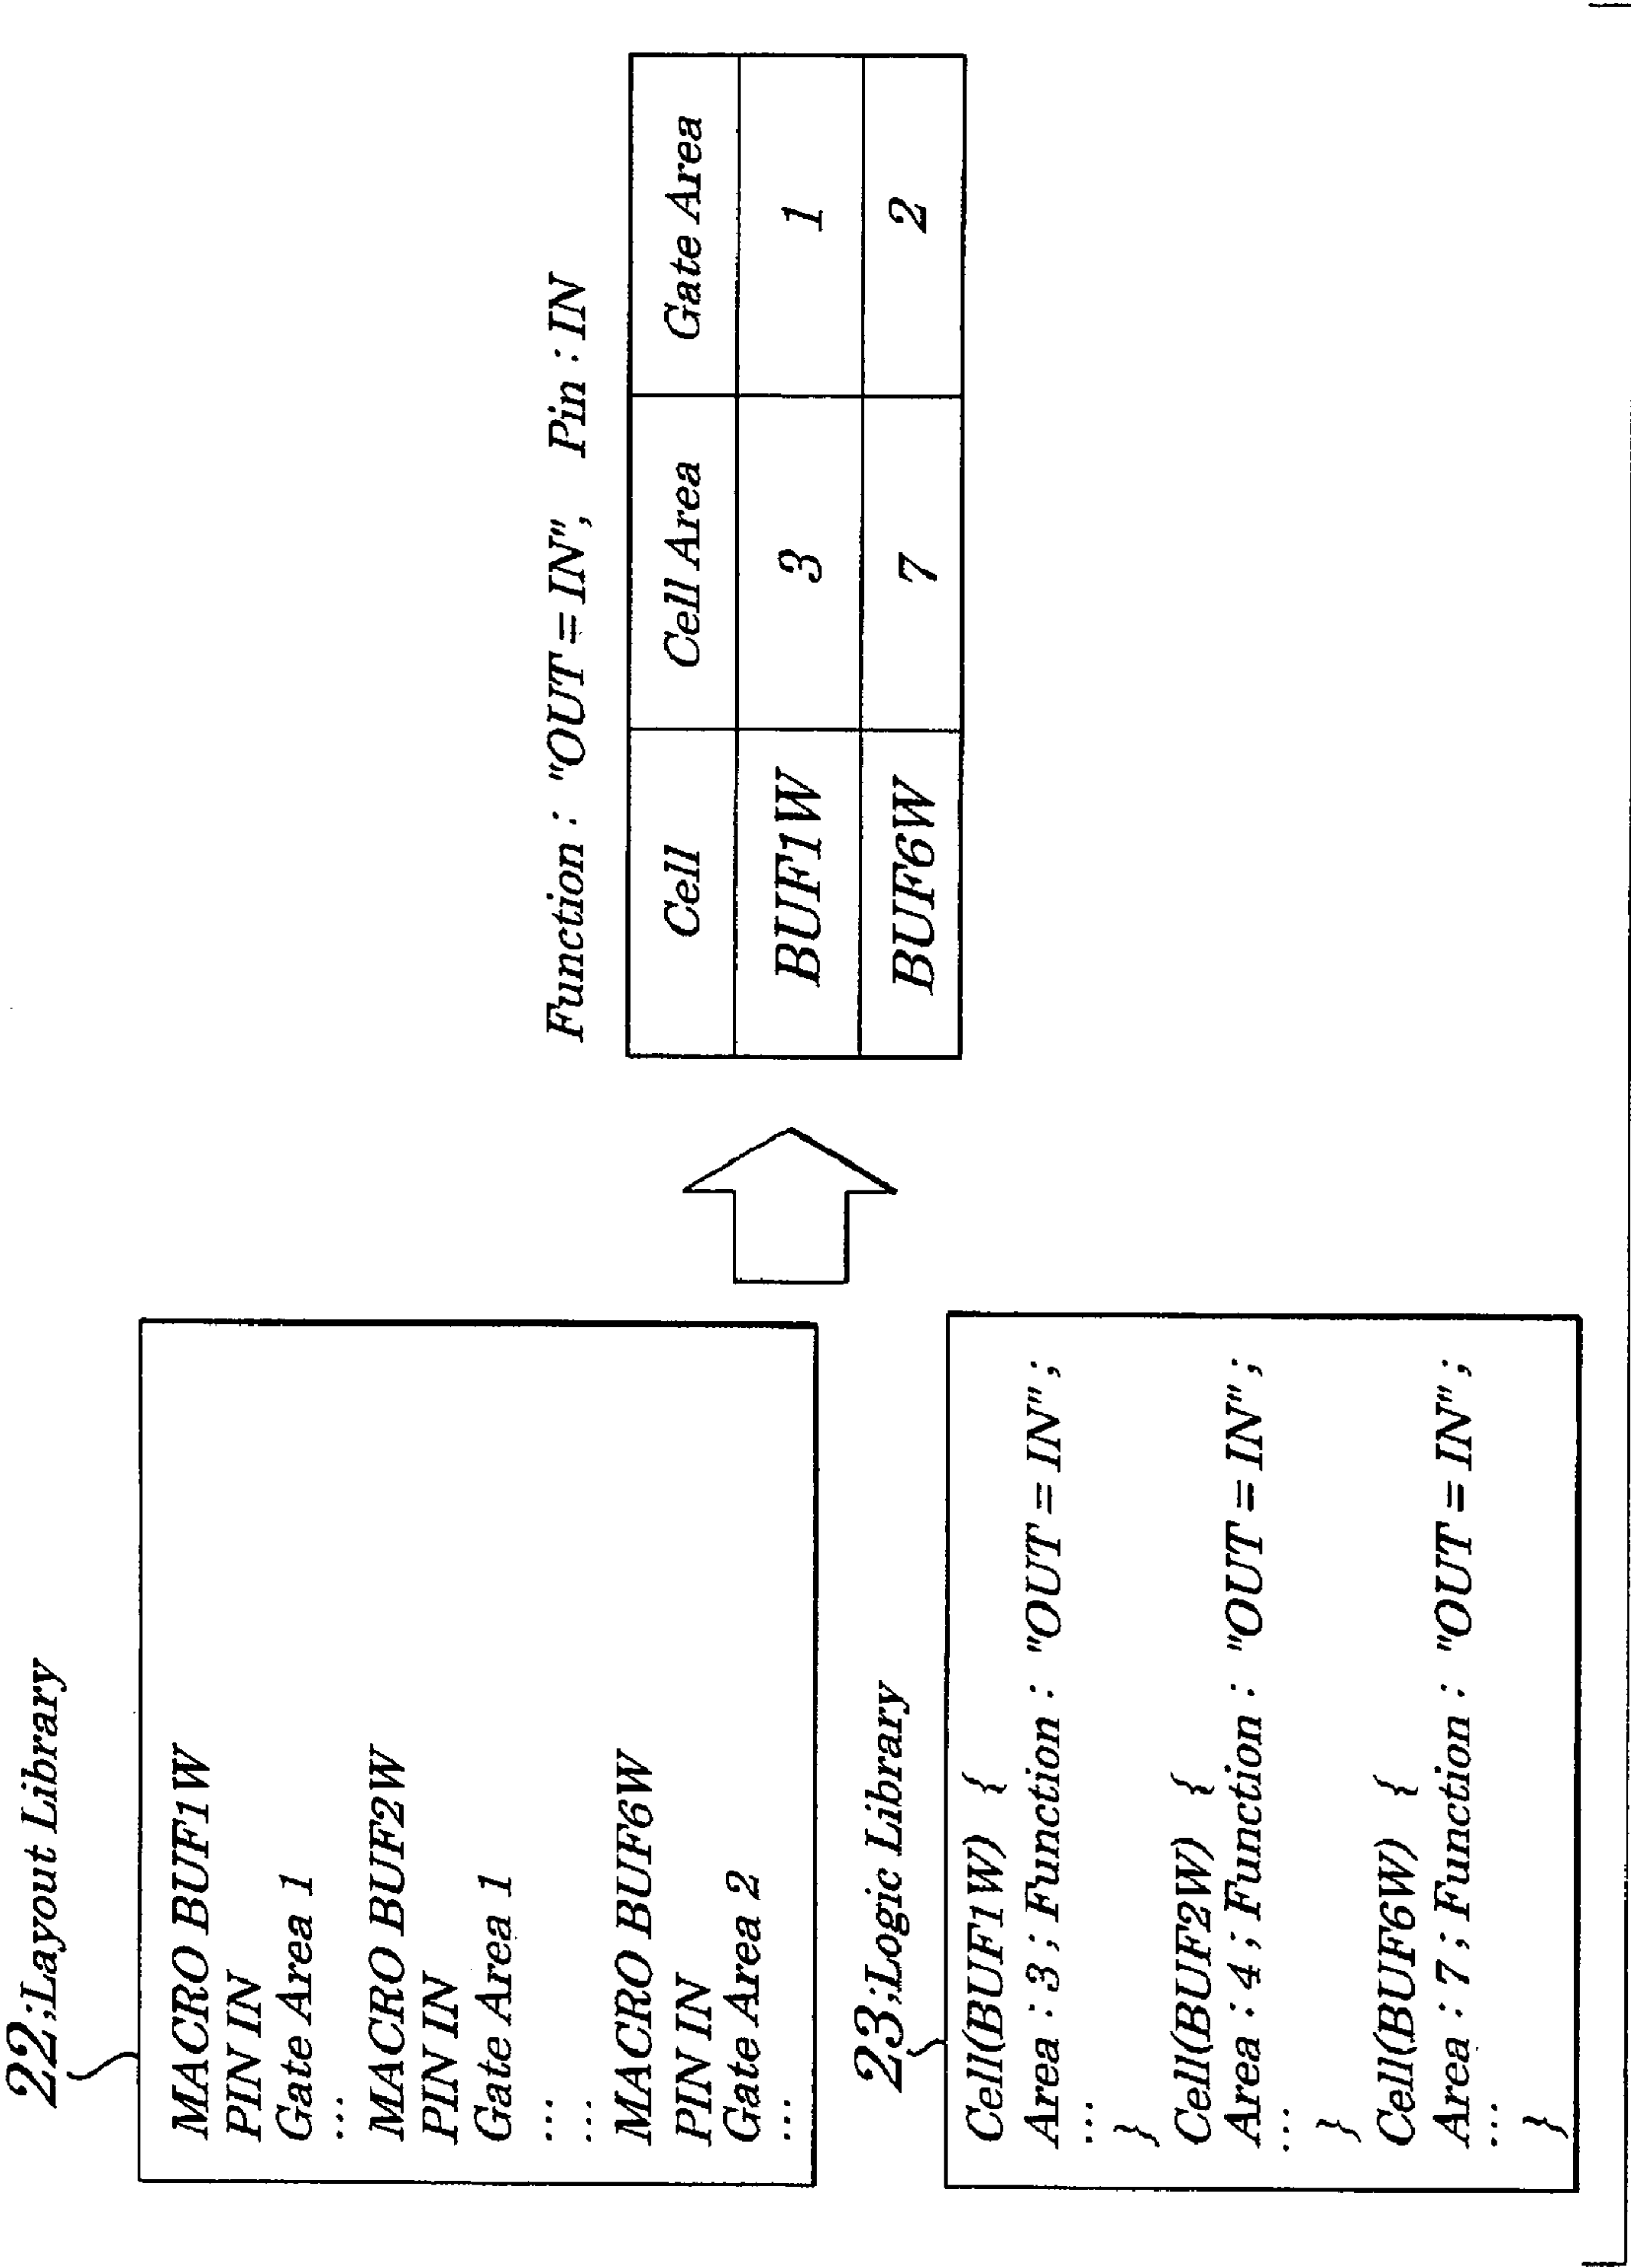 22;Layout Library
MACRO BUF1W
PIN IN
Gate Area 1
...
MACRO BUF2W
PIN IN
Gate Area 1
...
...
MACRO BUF6W
PIN IN
Gate Area 2
...
23;Logic Library
Cell(BUF1W) {
Area : 3 ; Function : "OUT=IN" ;
...
}
Cell(BUF2W) {
Area : 4 ; Function : "OUT=IN" ;
...
}
Cell(BUF6W) {
Area : 7 ; Function : "OUT=IN" ;
...
}
Function : "OUT=IN", Pin : IN
Cell Cell Area Gate Area
BUF1W 3 1
BUF6W 7 2